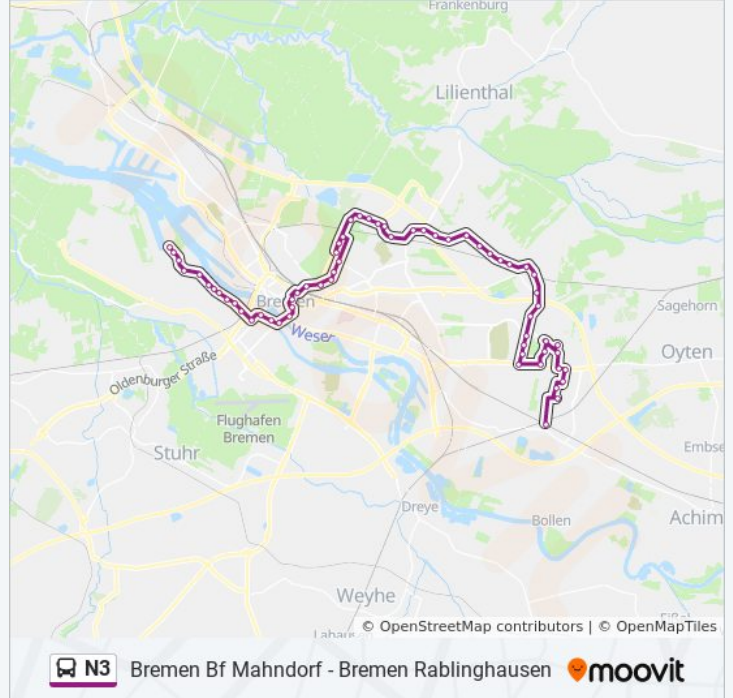 Frankenburg
Lilienthal
Bremen
Sagehorn
Weser
Oyten
Oldenburger Straße
Flughafen
Bremen
Stuhr
Embse
Dreye
Achim
Bollen
Weyhe
© OpenStreetMap contributors | © OpenMapTiles
N3 Bremen Bf Mahndorf - Bremen Rablinghausen moovit